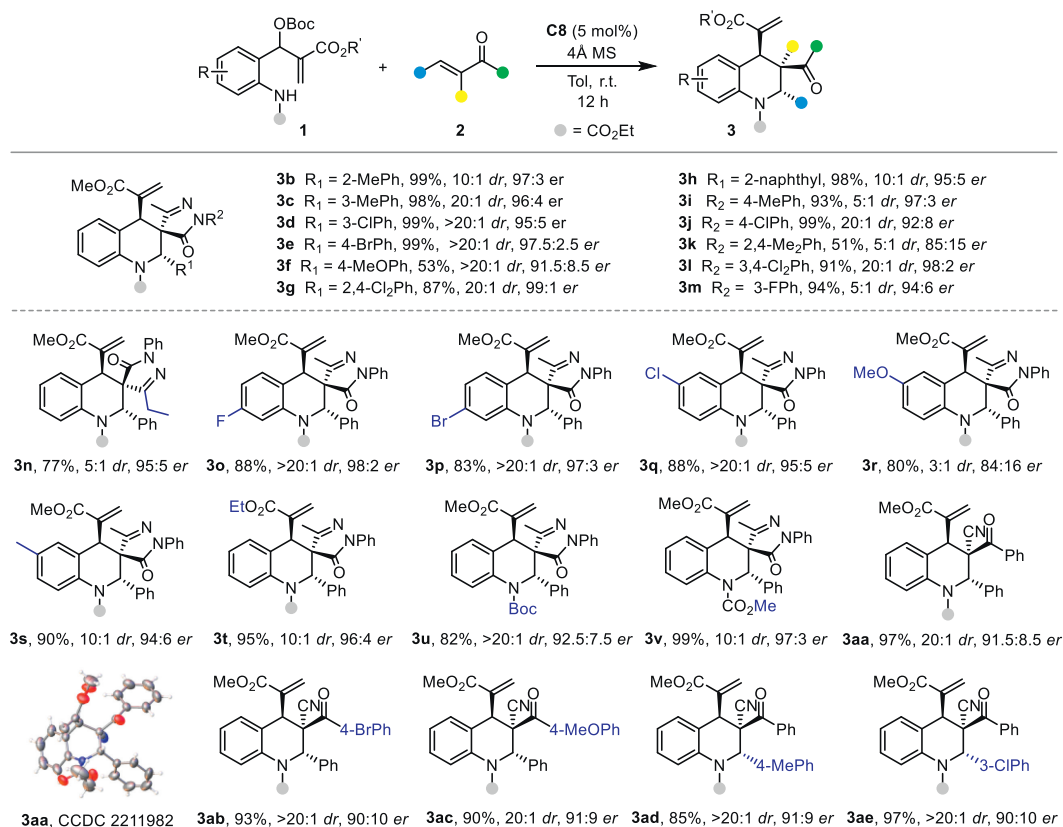 OBoc
CO2R'
R
NH
1
+
O
2
C8 (5 mol%)
4Å MS
Tol, r.t.
12 h
= CO2Et
R'O2C
R
N
O
3
MeO2C
N
N-R2
O
N
R1
3b R1 = 2-MePh, 99%, 10:1 dr, 97:3 er
3c R1 = 3-MePh, 98%, 20:1 dr, 96:4 er
3d R1 = 3-ClPh, 99%, >20:1 dr, 95:5 er
3e R1 = 4-BrPh, 99%, >20:1 dr, 97.5:2.5 er
3f R1 = 4-MeOPh, 53%, >20:1 dr, 91.5:8.5 er
3g R1 = 2,4-Cl2Ph, 87%, 20:1 dr, 99:1 er
3h R1 = 2-naphthyl, 98%, 10:1 dr, 95:5 er
3i R2 = 4-MePh, 93%, 5:1 dr, 97:3 er
3j R2 = 4-ClPh, 99%, 20:1 dr, 92:8 er
3k R2 = 2,4-Me2Ph, 51%, 5:1 dr, 85:15 er
3l R2 = 3,4-Cl2Ph, 91%, 20:1 dr, 98:2 er
3m R2 = 3-FPh, 94%, 5:1 dr, 94:6 er
MeO2C
O
N
Ph
N
N
Ph
3n, 77%, 5:1 dr, 95:5 er
MeO2C
N
NPh
O
F
N
Ph
3o, 88%, >20:1 dr, 98:2 er
MeO2C
N
NPh
O
Br
N
Ph
3p, 83%, >20:1 dr, 97:3 er
MeO2C
Cl
N
NPh
O
N
Ph
3q, 88%, >20:1 dr, 95:5 er
MeO2C
MeO
N
NPh
O
N
Ph
3r, 80%, 3:1 dr, 84:16 er
MeO2C
N
NPh
O
N
Ph
3s, 90%, 10:1 dr, 94:6 er
EtO2C
N
NPh
O
N
Ph
3t, 95%, 10:1 dr, 96:4 er
MeO2C
N
NPh
O
N
Ph
Boc
3u, 82%, >20:1 dr, 92.5:7.5 er
MeO2C
N
NPh
O
N
Ph
CO2Me
3v, 99%, 10:1 dr, 97:3 er
MeO2C
CN
O
Ph
N
Ph
3aa, 97%, 20:1 dr, 91.5:8.5 er
3aa, CCDC 2211982
MeO2C
CN
O
4-BrPh
N
Ph
3ab, 93%, >20:1 dr, 90:10 er
MeO2C
CN
O
4-MeOPh
N
Ph
3ac, 90%, 20:1 dr, 91:9 er
MeO2C
CN
O
Ph
N
4-MePh
3ad, 85%, >20:1 dr, 91:9 er
MeO2C
CN
O
Ph
N
3-ClPh
3ae, 97%, >20:1 dr, 90:10 er